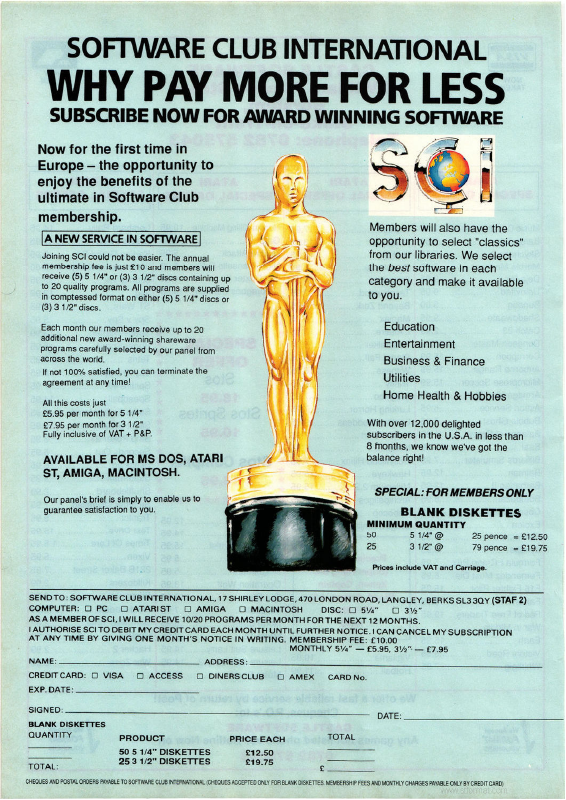 SOFTWARE CLUB INTERNATIONAL
WHY PAY MORE FOR LESS
SUBSCRIBE NOW FOR AWARD WINNING SOFTWARE
Now for the first time in
Europe – the opportunity to
enjoy the benefits of the
ultimate in Software Club
membership.
A NEW SERVICE IN SOFTWARE
Joining SCI could not be easier. The annual
membership fee is just £10 and members will
receive (5) 5 1/4" or (3) 3 1/2" discs containing up
to 20 quality programs. All programs are supplied
in comptessed format on either (5) 5 1/4" discs or
(3) 3 1/2" discs.
Each month our members receive up to 20
additional new award-winning shareware
programs carefully selected by our panel from
across the world.
If not 100% satisfied, you can terminate the
agreement at any time!
All this costs just
£5.95 per month for 5 1/4"
£7.95 per month for 3 1/2"
Fully inclusive of VAT + P&P.
AVAILABLE FOR MS DOS, ATARI
ST, AMIGA, MACINTOSH.
Our panel's brief is simply to enable us to
guarantee satisfaction to you.
SCI
Members will also have the
opportunity to select "classics"
from our libraries. We select
the best software in each
category and make it available
to you.
Education
Entertainment
Business & Finance
Utilities
Home Health & Hobbies
With over 12,000 delighted
subscribers in the U.S.A. in less than
8 months, we know we've got the
balance right!
SPECIAL: FOR MEMBERS ONLY
BLANK DISKETTES
MINIMUM QUANTITY
50 5 1/4" @ 25 pence = £12.50
25 3 1/2" @ 79 pence = £19.75
Prices include VAT and Carriage.
SEND TO: SOFTWARE CLUB INTERNATIONAL, 17 SHIRLEY LODGE, 470 LONDON ROAD, LANGLEY, BERKS SL3 3QY (STAF 2)
COMPUTER: □ PC □ ATARI ST □ AMIGA □ MACINTOSH DISC: □ 5¼" □ 3½"
AS A MEMBER OF SCI, I WILL RECEIVE 10/20 PROGRAMS PER MONTH FOR THE NEXT 12 MONTHS.
I AUTHORISE SCI TO DEBIT MY CREDIT CARD EACH MONTH UNTIL FURTHER NOTICE. I CAN CANCEL MY SUBSCRIPTION
AT ANY TIME BY GIVING ONE MONTH'S NOTICE IN WRITING. MEMBERSHIP FEE: £10.00
MONTHLY 5¼" – £5.95, 3½" – £7.95
NAME: ADDRESS:
CREDIT CARD: □ VISA □ ACCESS □ DINERS CLUB □ AMEX CARD No.
EXP. DATE:
SIGNED: DATE:
BLANK DISKETTES
QUANTITY PRODUCT PRICE EACH TOTAL
50 5 1/4" DISKETTES £12.50
25 3 1/2" DISKETTES £19.75
TOTAL: £
CHEQUES AND POSTAL ORDERS PAYABLE TO SOFTWARE CLUB INTERNATIONAL (CHEQUES ACCEPTED ONLY FOR BLANK DISKETTES. MEMBERSHIP FEES AND MONTHLY CHARGES PAYABLE ONLY BY CREDIT CARD)